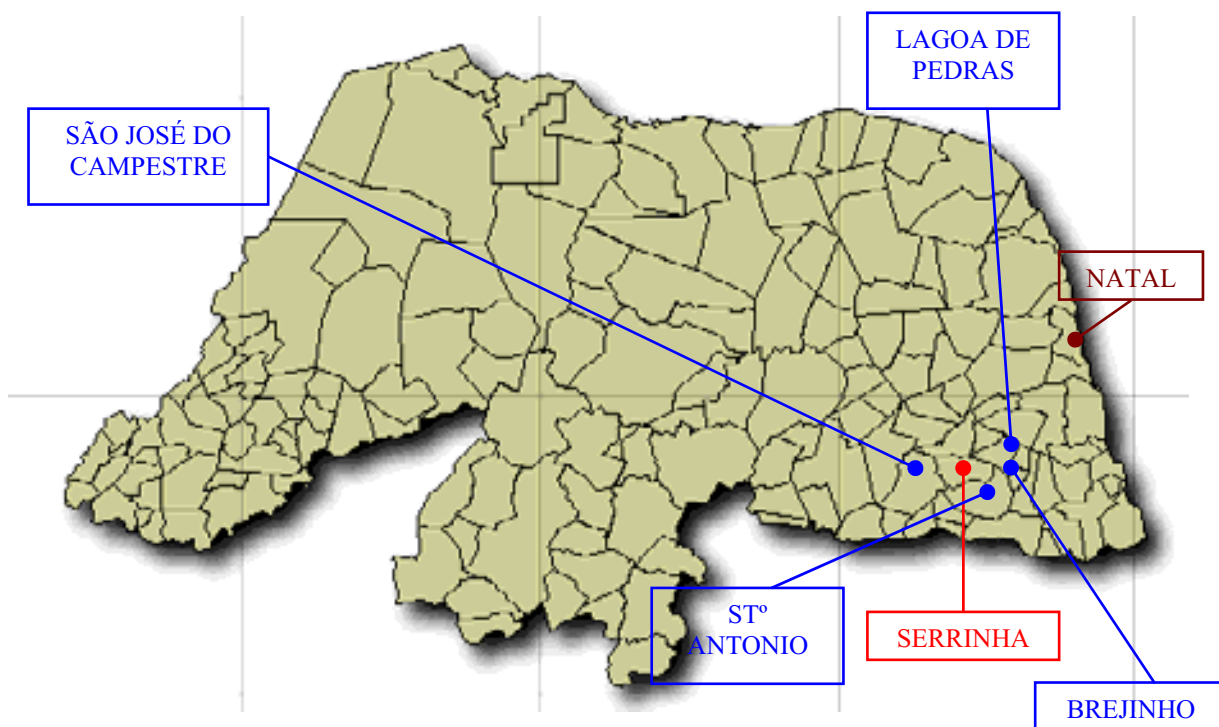 LAGOA DE
PEDRAS
SÃO JOSÉ DO
CAMPESTRE
NATAL
STº
ANTONIO
SERRINHA
BREJINHO